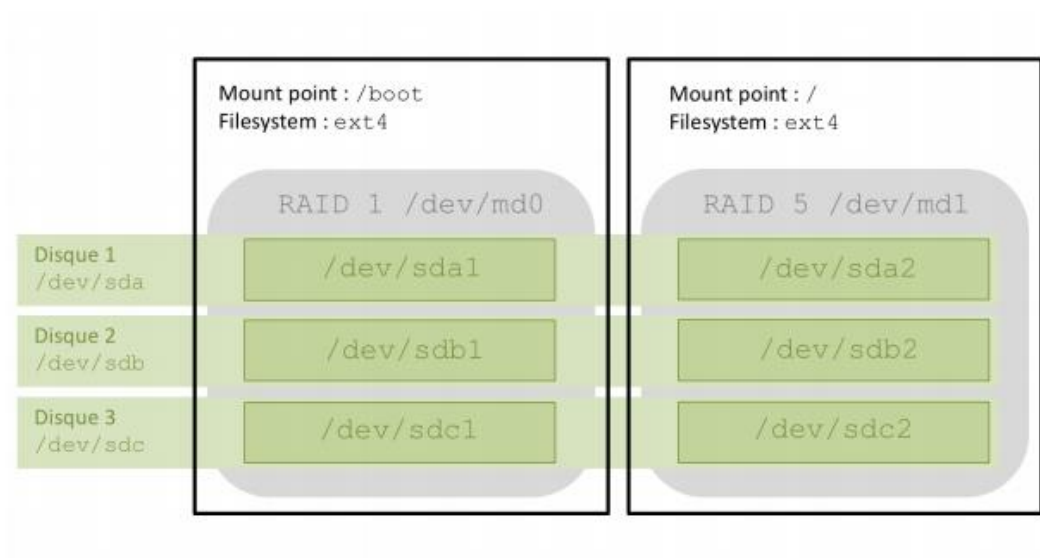 Mount point : /boot
Filesystem : ext4
Mount point : /
Filesystem : ext4
RAID 1 /dev/md0
RAID 5 /dev/md1
Disque 1
/dev/sda
/dev/sda1
/dev/sda2
Disque 2
/dev/sdb
/dev/sdb1
/dev/sdb2
Disque 3
/dev/sdc
/dev/sdc1
/dev/sdc2